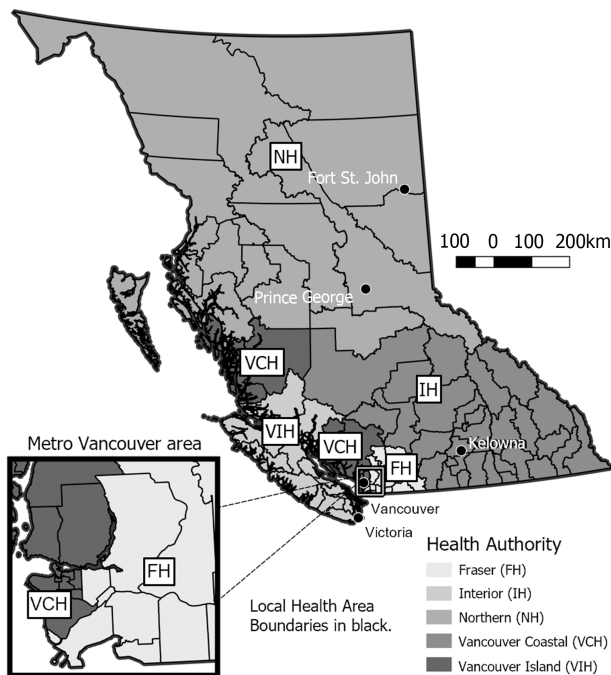 NH
Fort St. John
100 0 100 200km
Prince George
VCH
IH
VIH
VCH
Kelowna
FH
Metro Vancouver area
Vancouver
Victoria
FH
VCH
Local Health Area
Boundaries in black.
Health Authority
Fraser (FH)
Interior (IH)
Northern (NH)
Vancouver Coastal (VCH)
Vancouver Island (VIH)